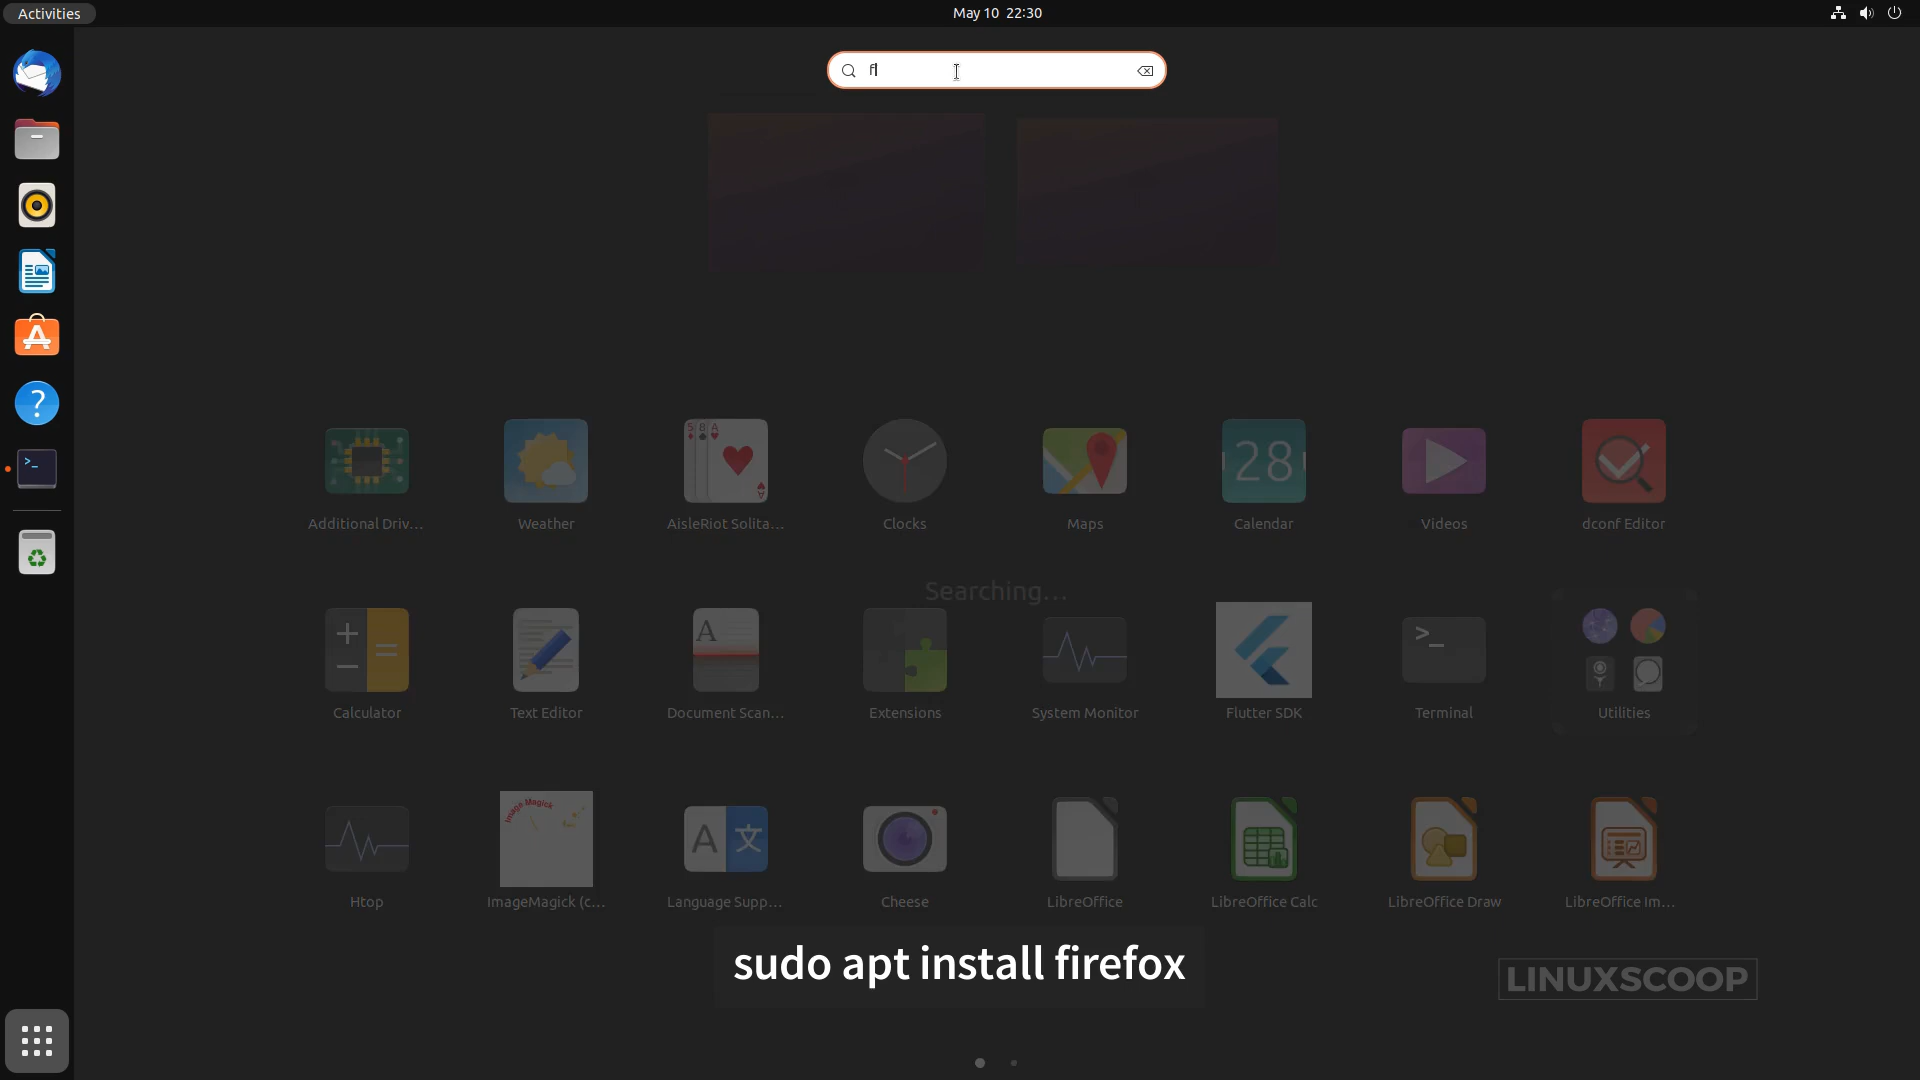 Activities
May 10 22:30
f
Searching...
28
Additional Driv...
Weather
AisleRiot Solita...
Clocks
Maps
Calendar
Videos
dconf Editor
Calculator
Text Editor
Document Scan...
Extensions
System Monitor
Flutter SDK
Terminal
Utilities
Image Magick
Htop
ImageMagick (c...
Language Supp...
Cheese
LibreOffice
LibreOffice Calc
LibreOffice Draw
LibreOffice Im...
sudo apt install firefox
LINUXSCOOP